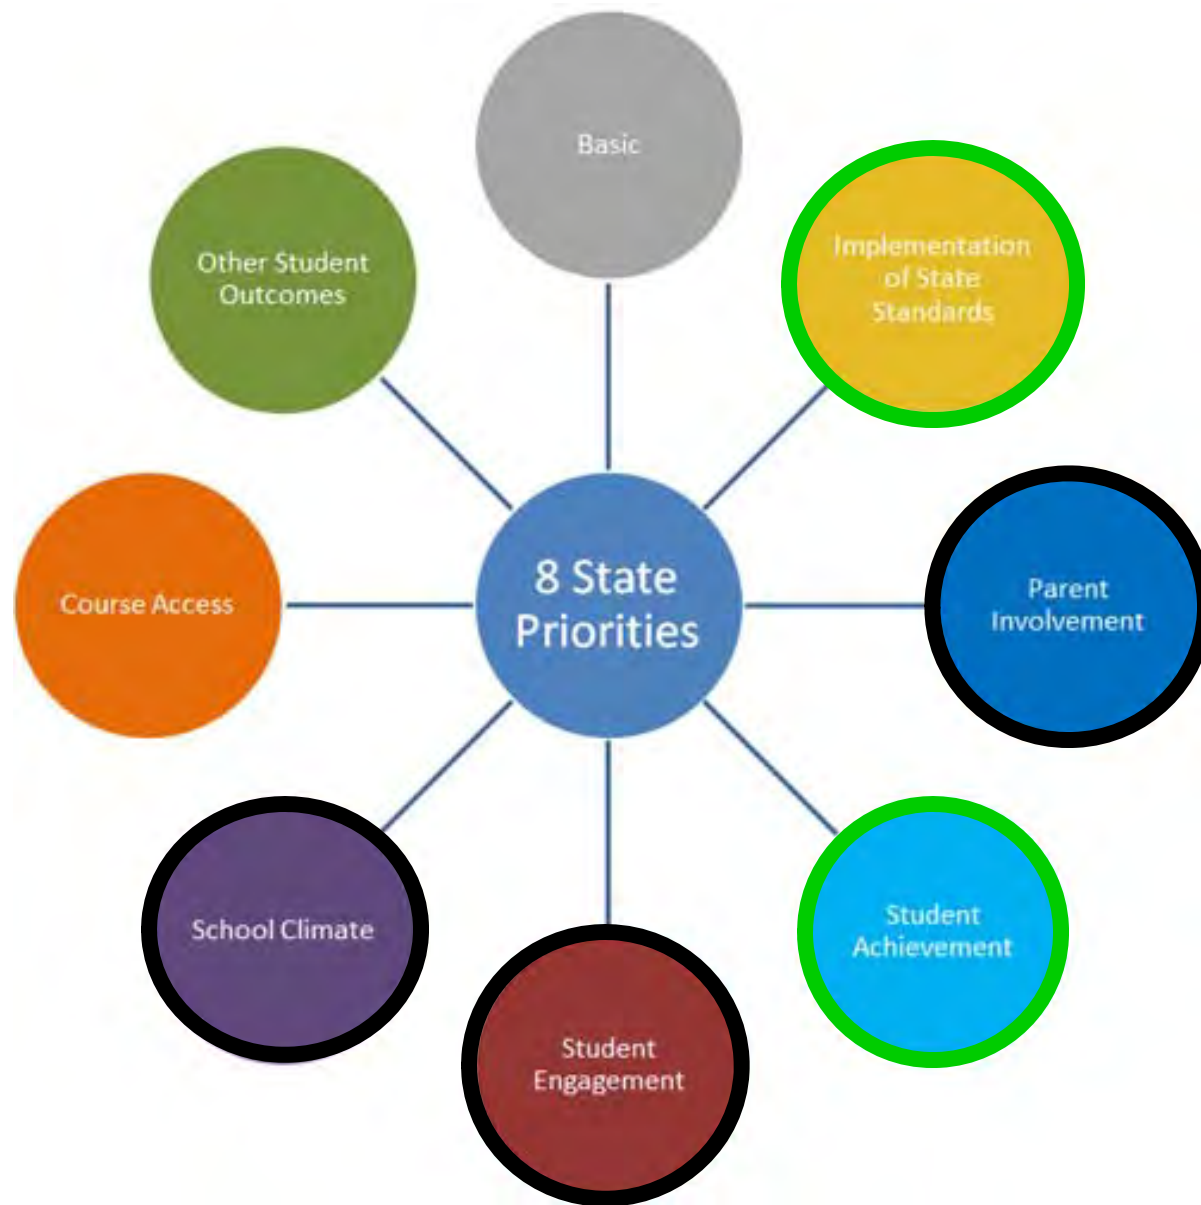 8 State
Priorities
Basic
Implementation
of State
Standards
Parent
Involvement
Student
Achievement
Student
Engagement
School Climate
Course Access
Other Student
Outcomes